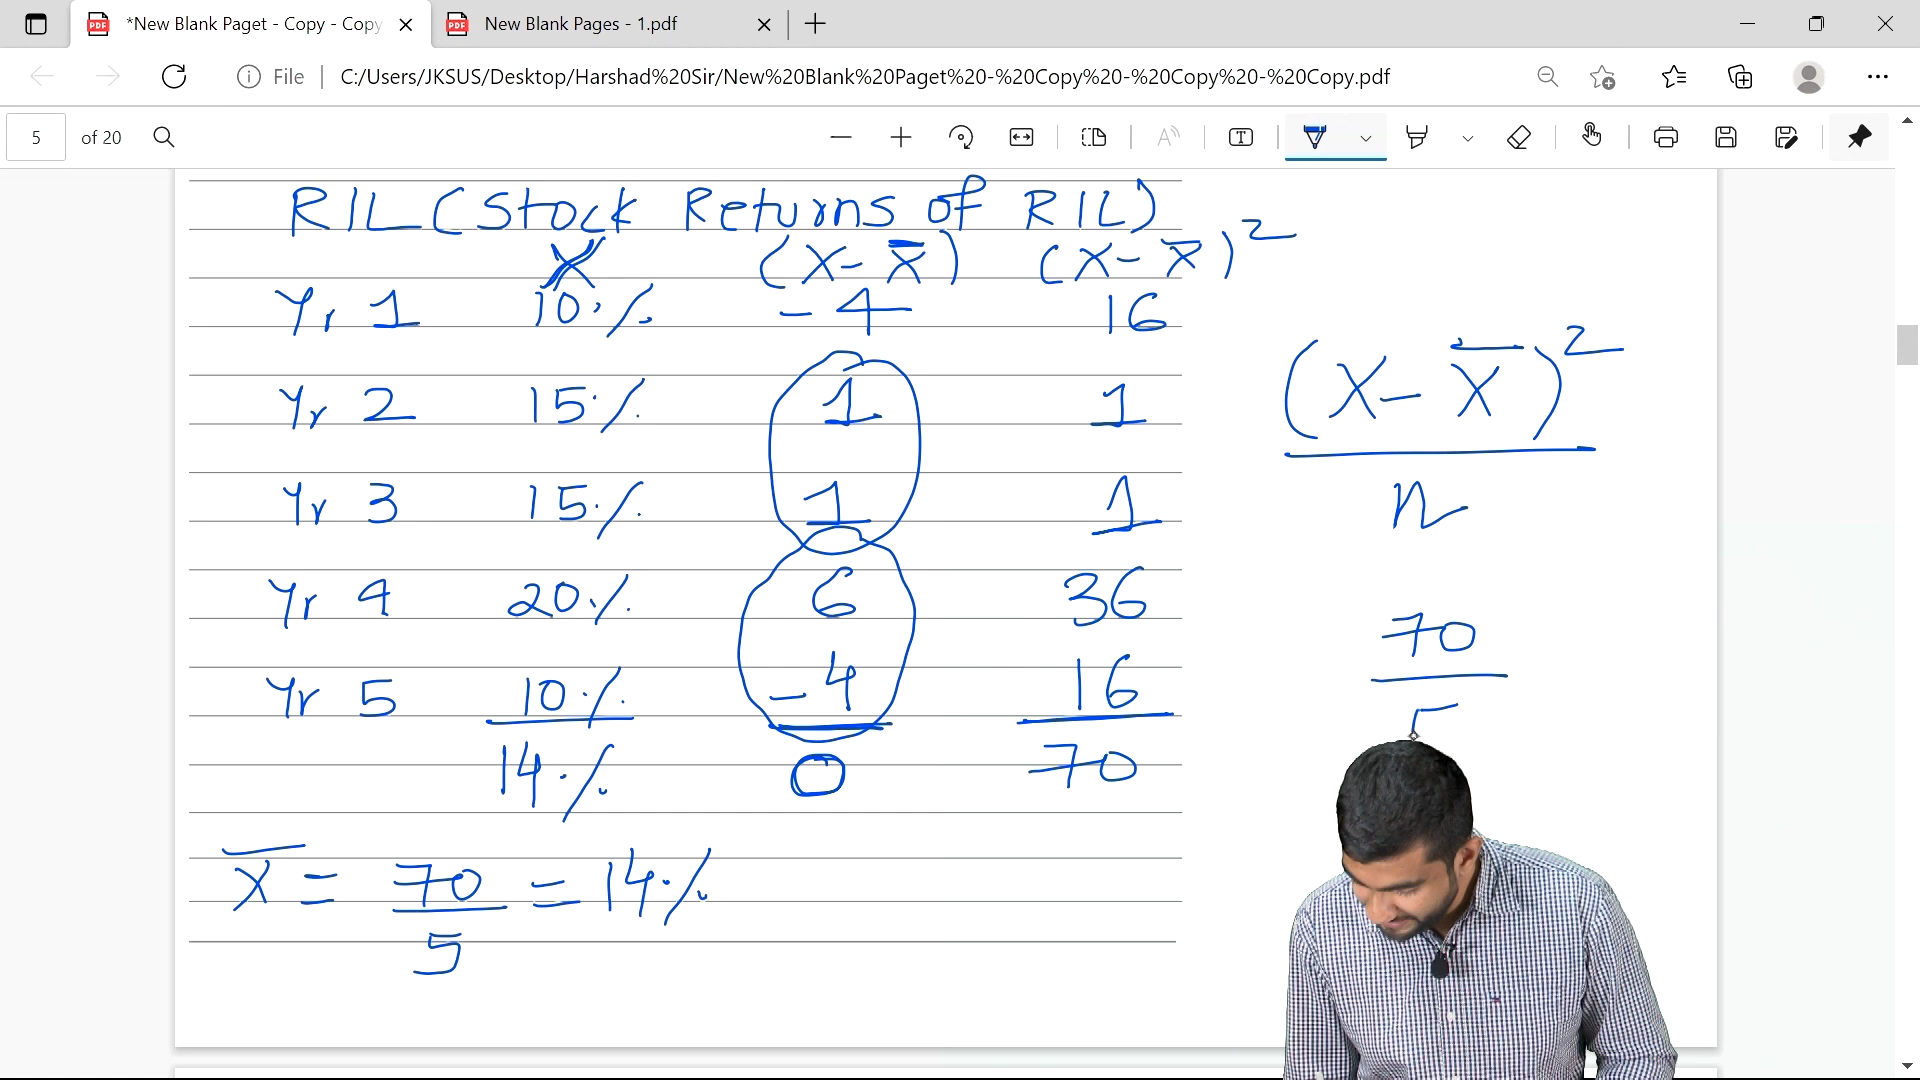 *New Blank Paget - Copy - Copy
New Blank Pages - 1.pdf
File
C:/Users/JKSUS/Desktop/Harshad%20Sir/New%20Blank%20Paget%20-%20Copy%20-%20Copy%20-%20Copy.pdf
5 of 20
RIL (Stock Returns of RIL)
X (X - X̄) (X - X̄)²
Yr 1 10% - 4 16
Yr 2 15% 1 1
Yr 3 15% 1 1
Yr 4 20% 6 36
Yr 5 10% - 4 16
14% 0 70
X̄ = 70/5 = 14%
(X - X̄)²
n
70